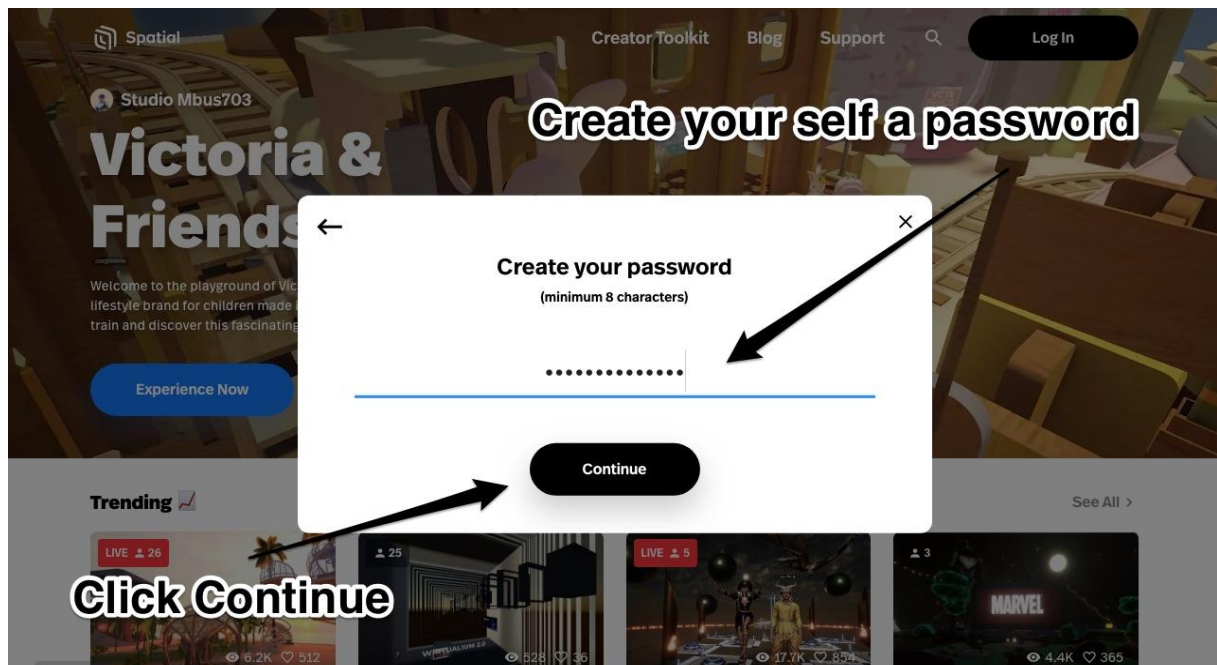 Spatial
Creator Toolkit Blog Support Log In
Studio Mbus703
Create your self a password
Victoria &
Friends
Create your password
(minimum 8 characters)
Welcome to the playground of Vic
lifestyle brand for children made
train and discover this fascinating
Experience Now
Continue
Trending
See All >
LIVE 26
25
LIVE 5
3
Click Continue
MARVEL
6.2K 512
528 36
17.7K 854
4.4K 365